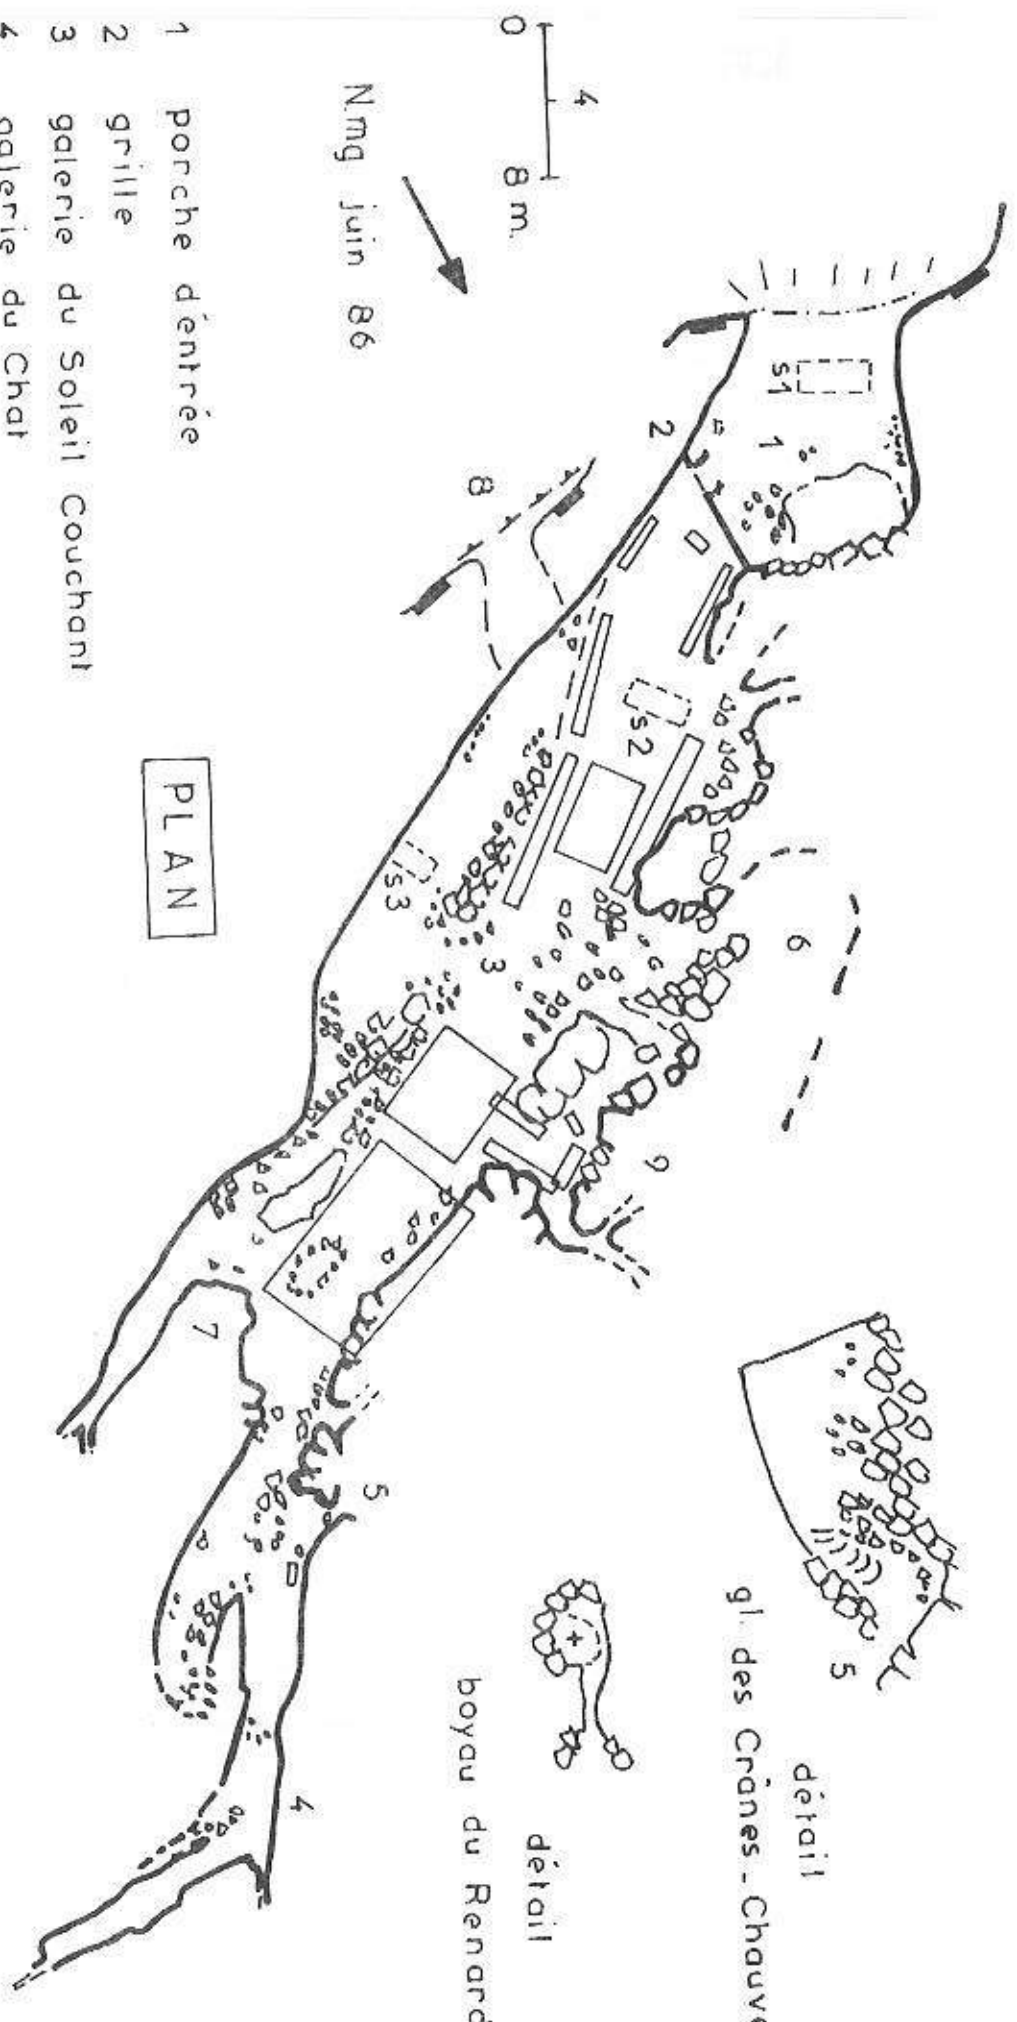 0 4 8 m.
N.mg juin 86
1 porche d'entrée
2 grille
3 galerie du Soleil Couchant
4 galerie du Chat
PLAN
s1
1
2
8
s2
s3
3
6
9
7
5
4
5
détail
gl. des Crânes - Chauve
détail
boyau du Renard